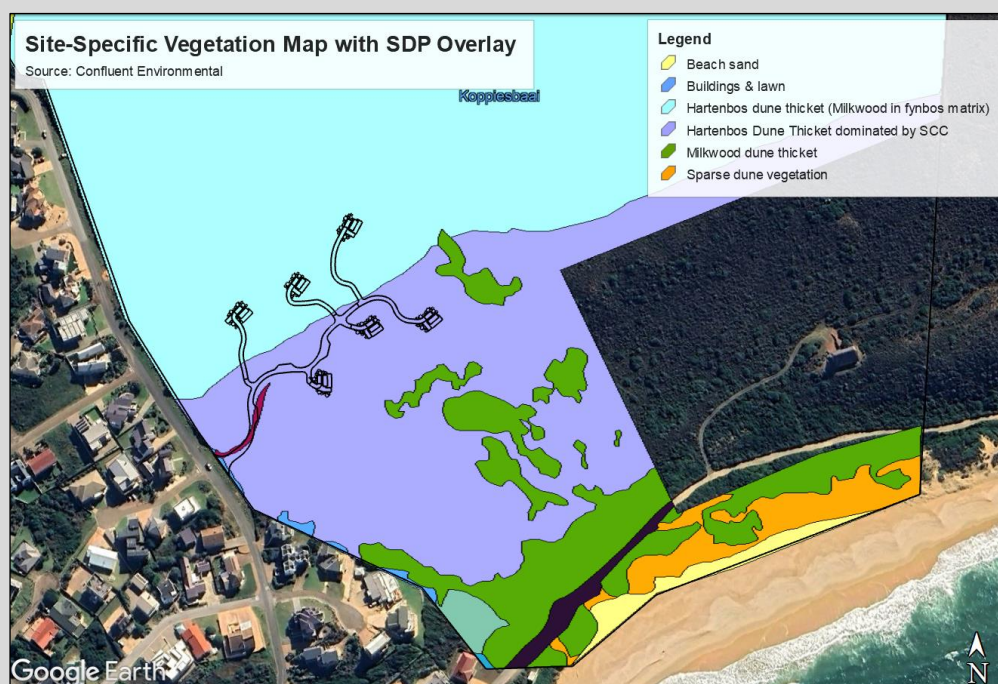 Site-Specific Vegetation Map with SDP Overlay
Source: Confluent Environmental
Koppiesbaai
Legend
Beach sand
Buildings & lawn
Hartenbos dune thicket (Milkwood in fynbos matrix)
Hartenbos Dune Thicket dominated by SCC
Milkwood dune thicket
Sparse dune vegetation
Google Earth
N